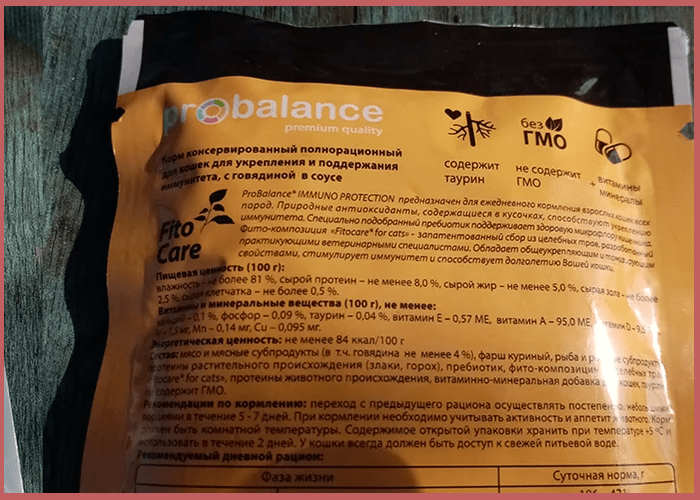 probalance
premium quality
без
ГМО
содержит
таурин
не содержит
ГМО
+ витамины
минералы
Корм консервированный полнорационный
для кошек для укрепления и поддержания
иммунитета, с говядиной в соусе
Fito
Care
ProBalance® IMMUNO PROTECTION предназначен для ежедневного кормления взрослых кошек всех
пород. Природные антиоксиданты, содержащиеся в кусочках, способствуют укреплению
иммунитета. Специально подобранный пребиотик поддерживает здоровую микрофлору кишечника.
Фито-композиция «Fitocare® for cats» - запатентованный сбор из целебных трав, разработанный
практикующими ветеринарными специалистами. Обладает общеукрепляющим и тонизирующим
свойствами, стимулирует иммунитет и способствует долголетию Вашей кошки.
Пищевая ценность (100 г):
влажность – не более 81 %, сырой протеин – не менее 8,0 %, сырой жир – не менее 5,0 %, сырая зола - не более
2,5 %, сырая клетчатка – не более 0,5 %.
Витамины и минеральные вещества (100 г), не менее:
кальций – 0,1 %, фосфор – 0,09 %, таурин – 0,04 %, витамин Е – 0,57 МЕ, витамин А – 95,0 МЕ, витамин D -
Mn – 0,14 мг, Cu – 0,095 мг.
Энергетическая ценность: не менее 84 ккал/100 г
Состав: мясо и мясные субпродукты (в т.ч. говядина не менее 4 %), фарш куриный, рыба и рыбные субпродукты,
протеины растительного происхождения (злаки, горох), пребиотик, фито-композиция целебных трав
«Fitocare® for cats», протеины животного происхождения, витаминно-минеральная добавка для кошек, таурин
Не содержит ГМО.
Рекомендации по кормлению: переход с предыдущего рациона осуществлять постепенно, небольшими
порциями в течение 5 - 7 дней. При кормлении необходимо учитывать активность и аппетит животного. Корм
должен быть комнатной температуры. Содержимое открытой упаковки хранить при температуре +5 °С и
использовать в течение 2 дней. У кошки всегда должен быть доступ к свежей питьевой воде.
Рекомендуемый дневной рацион:
Фаза жизни
Суточная норма, г